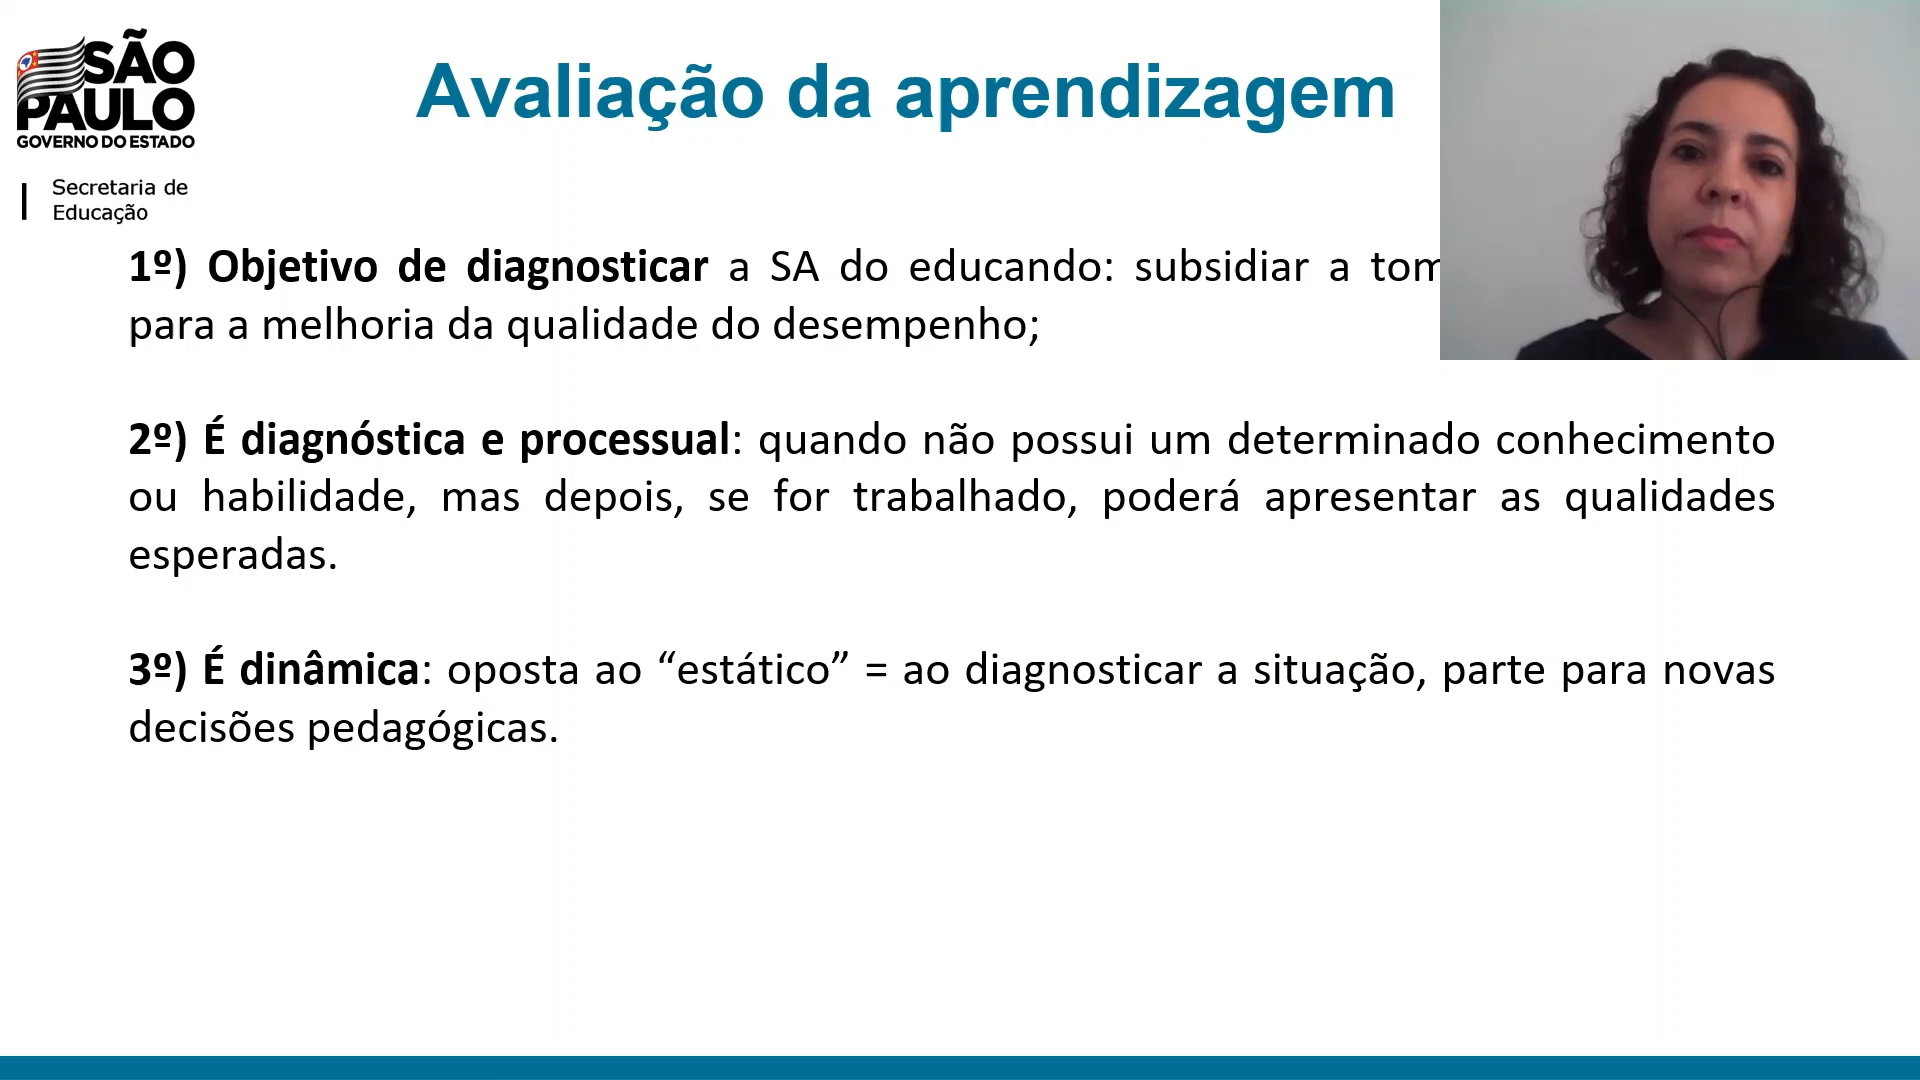 SÃO
PAULO
GOVERNO DO ESTADO
Secretaria de
Educação
Avaliação da aprendizagem
1º) Objetivo de diagnosticar a SA do educando: subsidiar a
para a melhoria da qualidade do desempenho;
2º) É diagnóstica e processual: quando não possui um determinado conhecimento
ou habilidade, mas depois, se for trabalhado, poderá apresentar as qualidades
esperadas.
3º) É dinâmica: oposta ao “estático” = ao diagnosticar a situação, parte para novas
decisões pedagógicas.